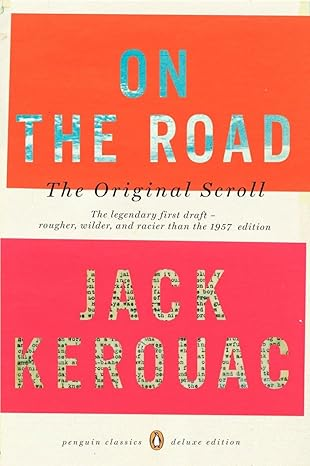 ON
THE ROAD
The Original Scroll
The legendary first draft –
rougher, wilder, and racier than the 1957 edition
JACK
KEROUAC
penguin classics deluxe edition